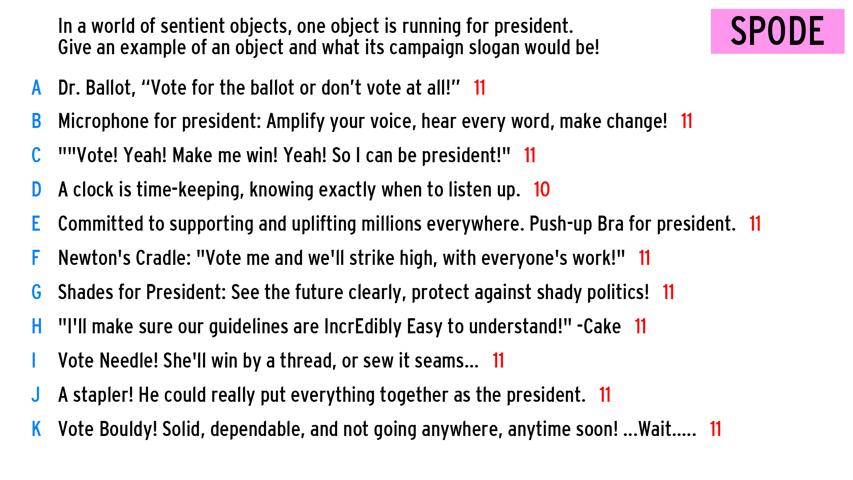 In a world of sentient objects, one object is running for president.
Give an example of an object and what its campaign slogan would be!
SPODE
A Dr. Ballot, “Vote for the ballot or don’t vote at all!” 11
B Microphone for president: Amplify your voice, hear every word, make change! 11
C ""Vote! Yeah! Make me win! Yeah! So I can be president!" 11
D A clock is time-keeping, knowing exactly when to listen up. 10
E Committed to supporting and uplifting millions everywhere. Push-up Bra for president. 11
F Newton's Cradle: "Vote me and we'll strike high, with everyone's work!" 11
G Shades for President: See the future clearly, protect against shady politics! 11
H "I'll make sure our guidelines are IncrEdibly Easy to understand!" -Cake 11
I Vote Needle! She'll win by a thread, or sew it seams... 11
J A stapler! He could really put everything together as the president. 11
K Vote Bouldy! Solid, dependable, and not going anywhere, anytime soon! ...Wait..... 11